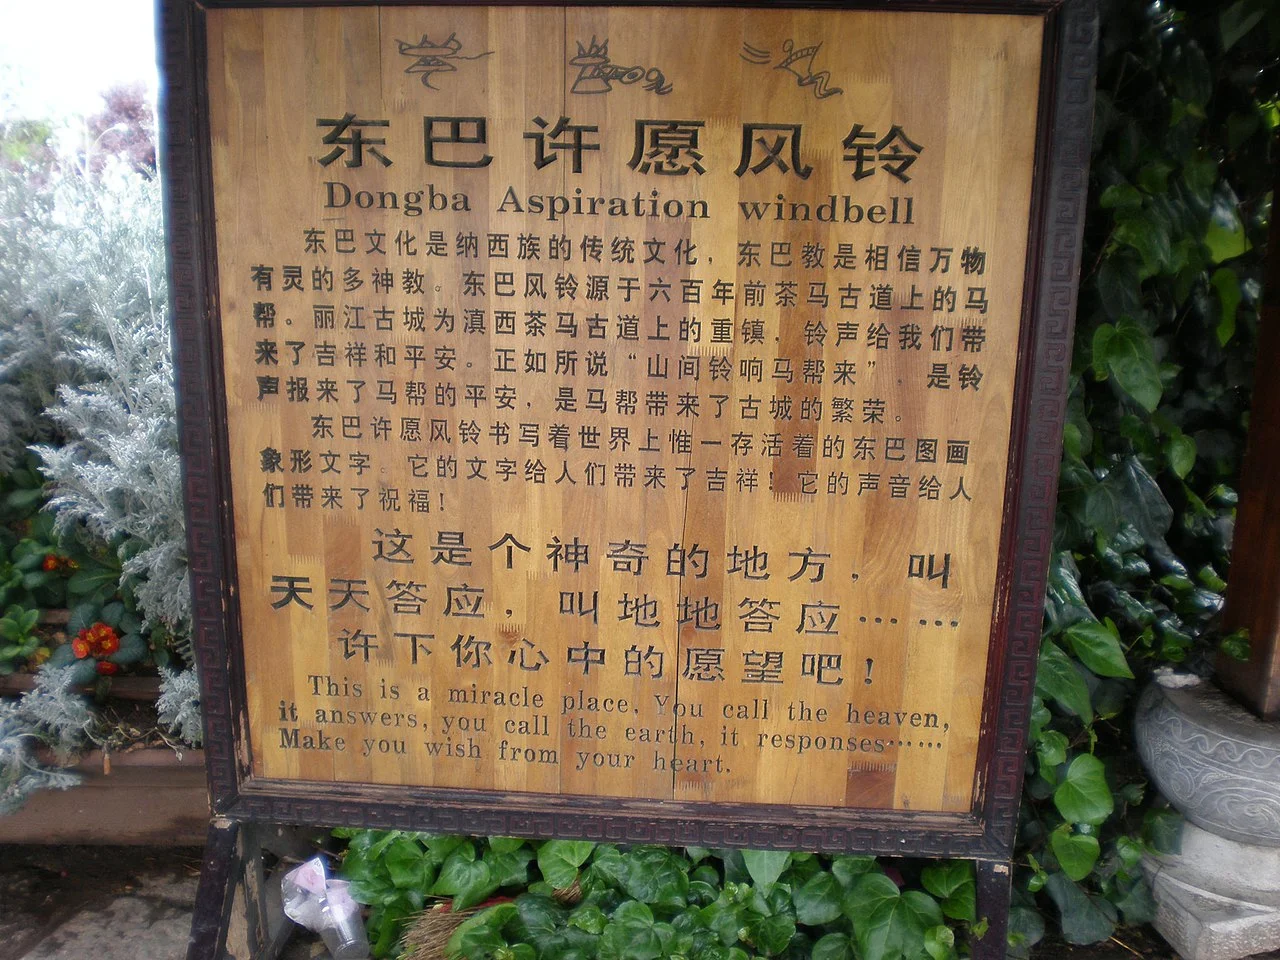 东巴许愿风铃
Dongba Aspiration windbell
东巴文化是纳西族的传统文化，东巴教是相信万物
有灵的多神教。东巴风铃源于六百年前茶马古道上的马
帮。丽江古城为滇西茶马古道上的重镇，铃声给我们带
来了吉祥和平安。正如所说“山间铃响马帮来”，是铃
声报来了马帮的平安，是马帮带来了古城的繁荣。
东巴许愿风铃书写着世界上惟一存活着的东巴图画
象形文字。它的文字给人们带来了吉祥！它的声音给人
们带来了祝福！
这是个神奇的地方，叫
天天答应，叫地地答应……
许下你心中的愿望吧！
This is a miracle place, You call the heaven,
it answers, you call the earth, it responses……
Make you wish from your heart.